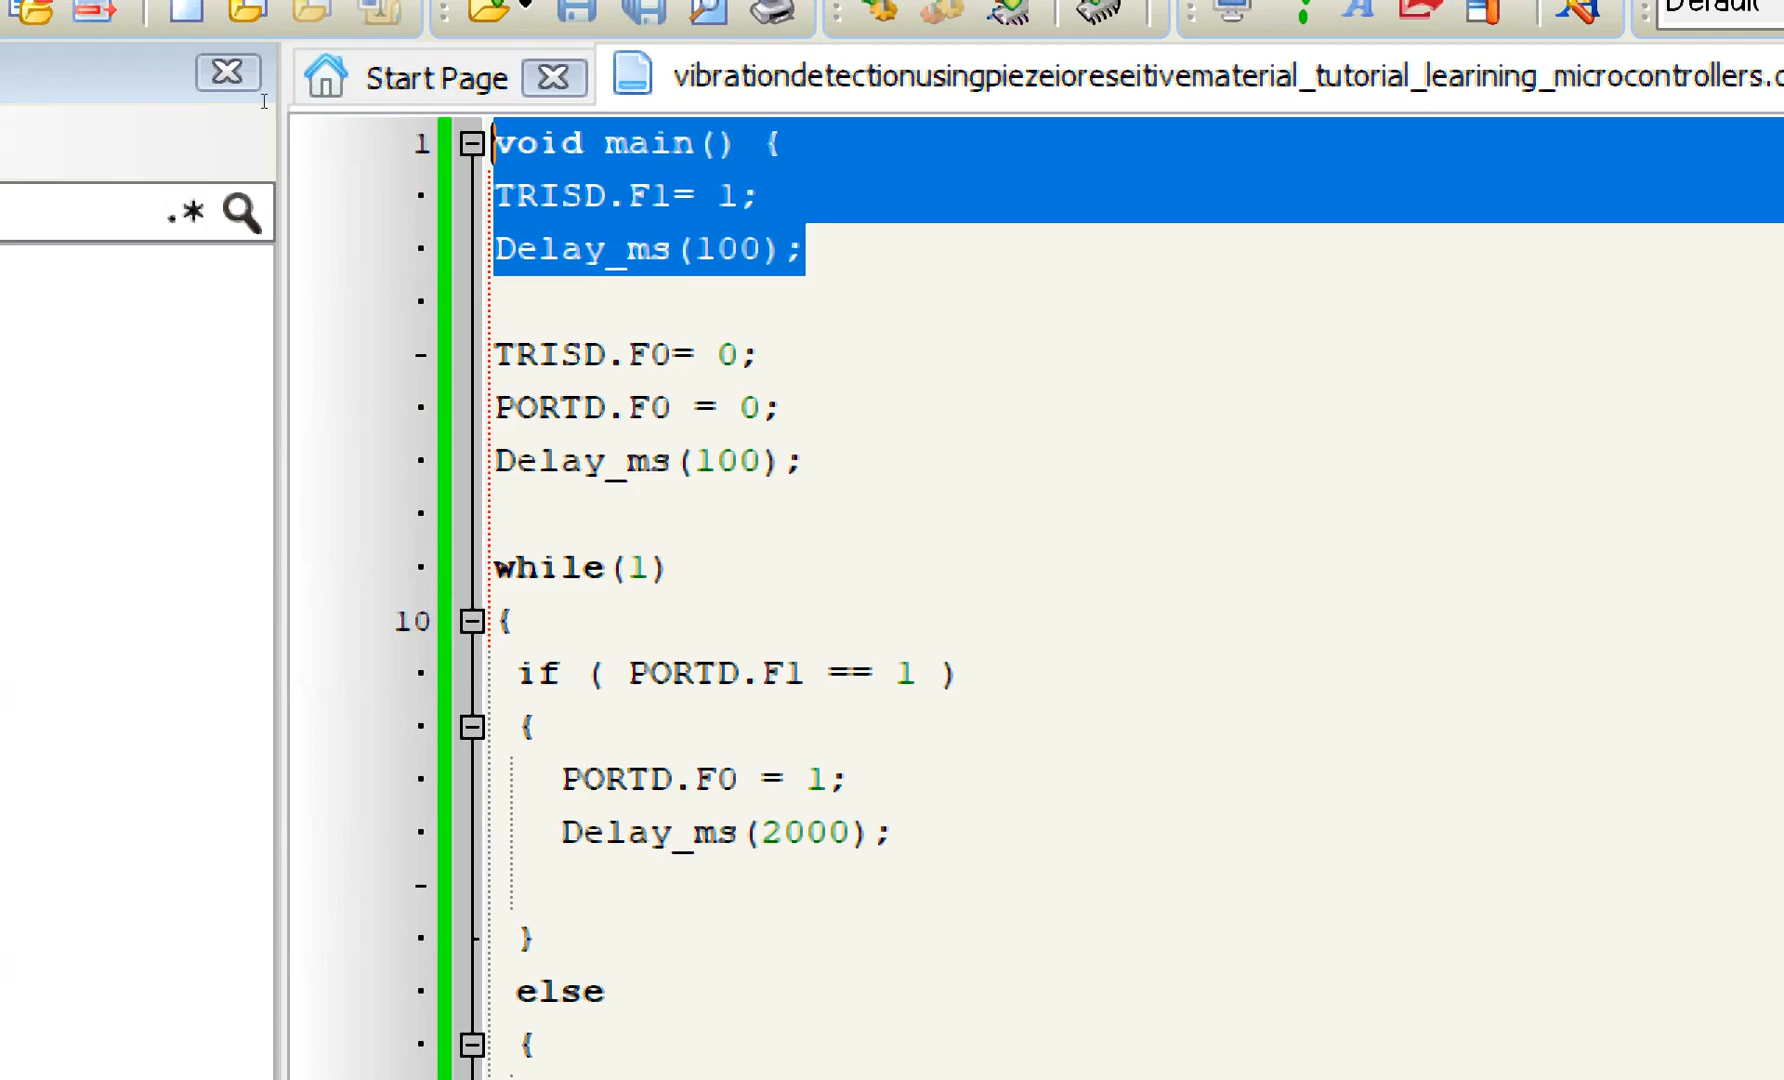 Default
Start Page
vibrationdetectionusingpiezeioreseitivematerial_tutorial_learining_microcontrollers.c
.*
1 void main() {
TRISD.F1= 1;
Delay_ms(100);
TRISD.F0= 0;
PORTD.F0 = 0;
Delay_ms(100);
while(1)
10 {
if ( PORTD.F1 == 1 )
{
PORTD.F0 = 1;
Delay_ms(2000);
}
else
{